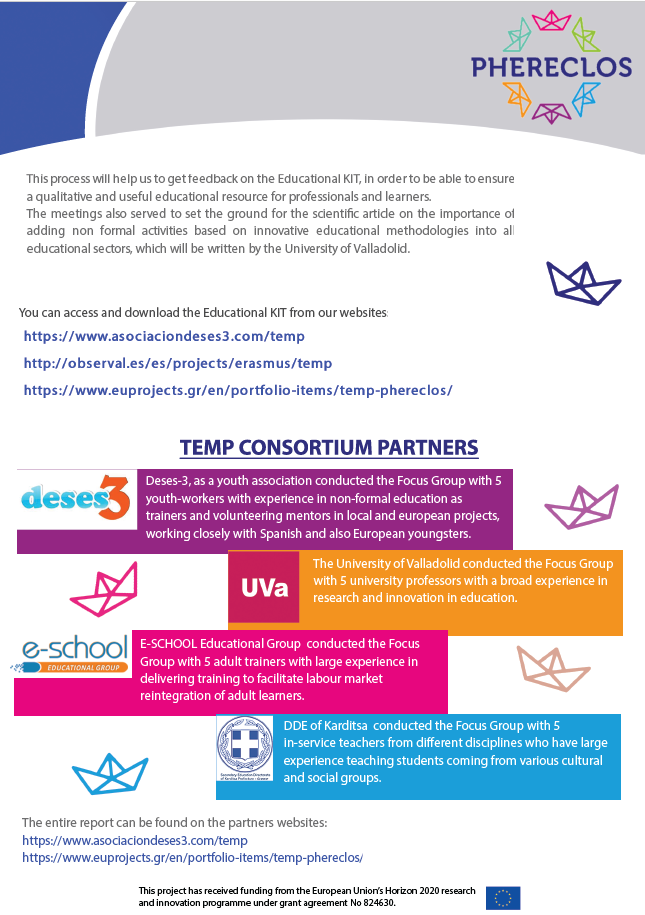 PHERECLOS
This process will help us to get feedback on the Educational KIT, in order to be able to ensure
a qualitative and useful educational resource for professionals and learners.
The meetings also served to set the ground for the scientific article on the importance of
adding non formal activities based on innovative educational methodologies into all
educational sectors, which will be written by the University of Valladolid.
You can access and download the Educational KIT from our websites:
https://www.asociaciondeses3.com/temp
http://observal.es/es/projects/erasmus/temp
https://www.euprojects.gr/en/portfolio-items/temp-phereclos/
TEMP CONSORTIUM PARTNERS
deses3
Deses-3, as a youth association conducted the Focus Group with 5
youth-workers with experience in non-formal education as
trainers and volunteering mentors in local and european projects,
working closely with Spanish and also European youngsters.
UVa
The University of Valladolid conducted the Focus Group
with 5 university professors with a broad experience in
research and innovation in education.
e-school
EDUCATIONAL GROUP
E-SCHOOL Educational Group conducted the Focus
Group with 5 adult trainers with large experience in
delivering training to facilitate labour market
reintegration of adult learners.
Secondary Education Directorate
of Karditsa Prefecture - Greece
DDE of Karditsa conducted the Focus Group with 5
in-service teachers from different disciplines who have large
experience teaching students coming from various cultural
and social groups.
The entire report can be found on the partners websites:
https://www.asociaciondeses3.com/temp
https://www.euprojects.gr/en/portfolio-items/temp-phereclos/
This project has received funding from the European Union's Horizon 2020 research
and innovation programme under grant agreement No 824630.